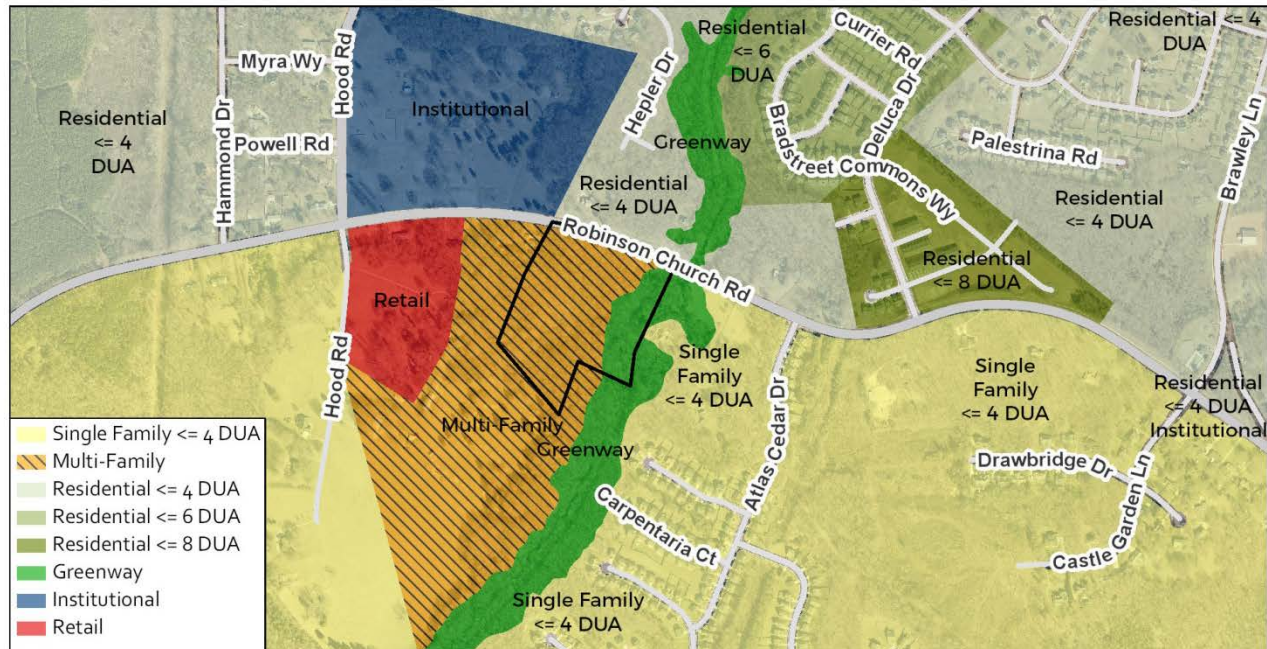 Residential
<= 4
DUA
Hammond Dr
Myra Wy
Powell Rd
Hood Rd
Institutional
Hepler Dr
Residential
<= 6
DUA
Greenway
Currier Rd
Deluca Dr
Bradstreet Commons Wy
Residential <= 4
DUA
Palestrina Rd
Brawley Ln
Residential
<= 4 DUA
Residential
<= 4 DUA
Robinson Church Rd
Residential
<= 8 DUA
Retail
Hood Rd
Single
Family
<= 4 DUA
Atlas Cedar Dr
Single
Family
<= 4 DUA
Residential
<= 4 DUA
Institutional
Multi-Family
Greenway
Drawbridge Dr
Castle Garden Ln
Carpentaria Ct
Single Family
<= 4 DUA
Single Family <= 4 DUA
Multi-Family
Residential <= 4 DUA
Residential <= 6 DUA
Residential <= 8 DUA
Greenway
Institutional
Retail